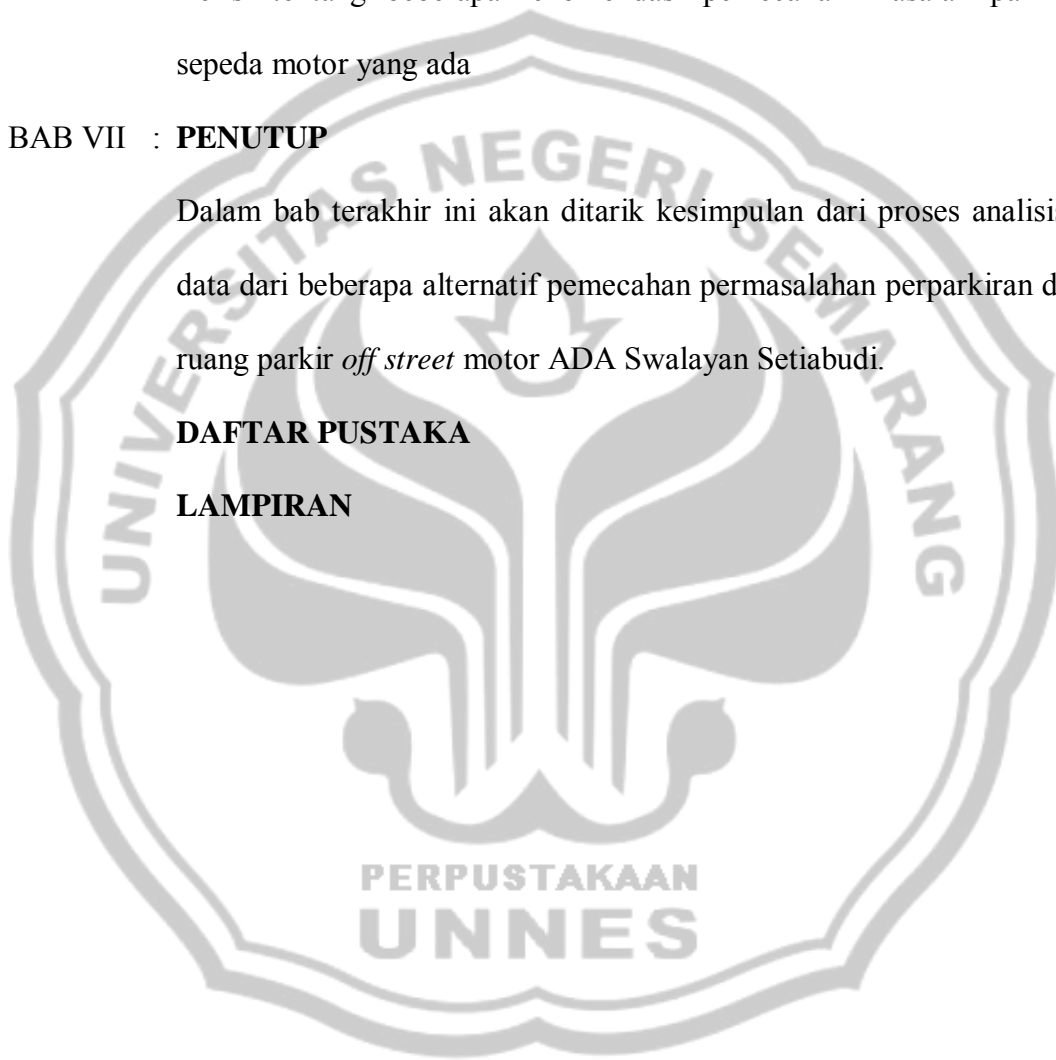 sepeda motor yang ada
BAB VII : PENUTUP
Dalam bab terakhir ini akan ditarik kesimpulan dari proses analisis
data dari beberapa alternatif pemecahan permasalahan perparkiran d
ruang parkir off street motor ADA Swalayan Setiabudi.
DAFTAR PUSTAKA
LAMPIRAN
UNIVERSITAS NEGERI SEMARANG
PERPUSTAKAAN
UNNES